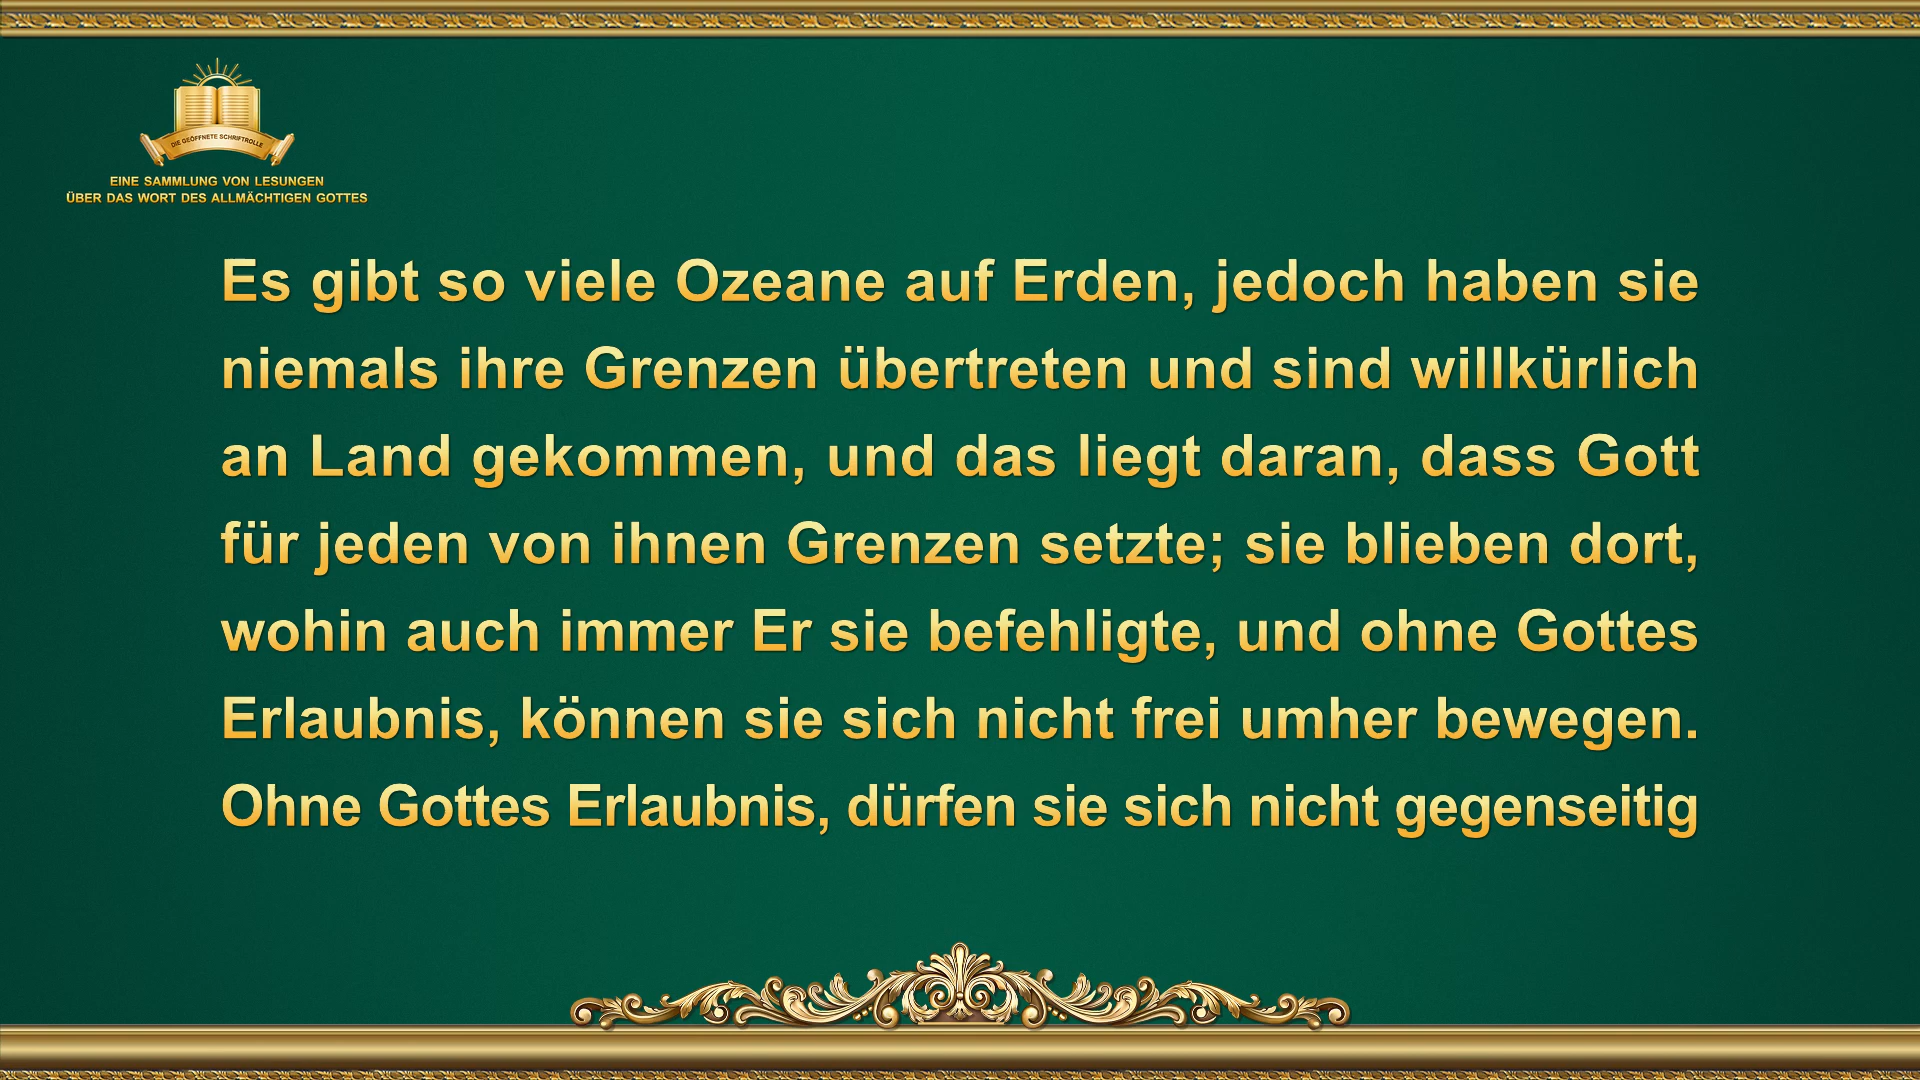 DIE GEÖFFNETE SCHRIFTROLLE
EINE SAMMLUNG VON LESUNGEN
ÜBER DAS WORT DES ALLMÄCHTIGEN GOTTES
Es gibt so viele Ozeane auf Erden, jedoch haben sie
niemals ihre Grenzen übertreten und sind willkürlich
an Land gekommen, und das liegt daran, dass Gott
für jeden von ihnen Grenzen setzte; sie blieben dort,
wohin auch immer Er sie befehligte, und ohne Gottes
Erlaubnis, können sie sich nicht frei umher bewegen.
Ohne Gottes Erlaubnis, dürfen sie sich nicht gegenseitig